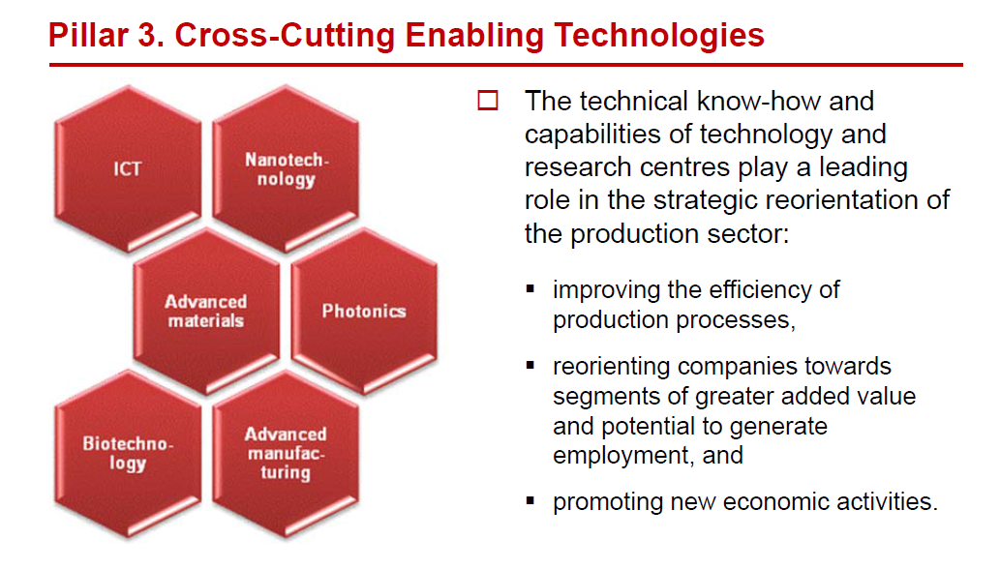 Pillar 3. Cross-Cutting Enabling Technologies
ICT
Nanotech-
nology
Advanced
materials
Photonics
Biotechno-
logy
Advanced
manufac-
turing
The technical know-how and
capabilities of technology and
research centres play a leading
role in the strategic reorientation of
the production sector:
▪ improving the efficiency of
production processes,
▪ reorienting companies towards
segments of greater added value
and potential to generate
employment, and
▪ promoting new economic activities.